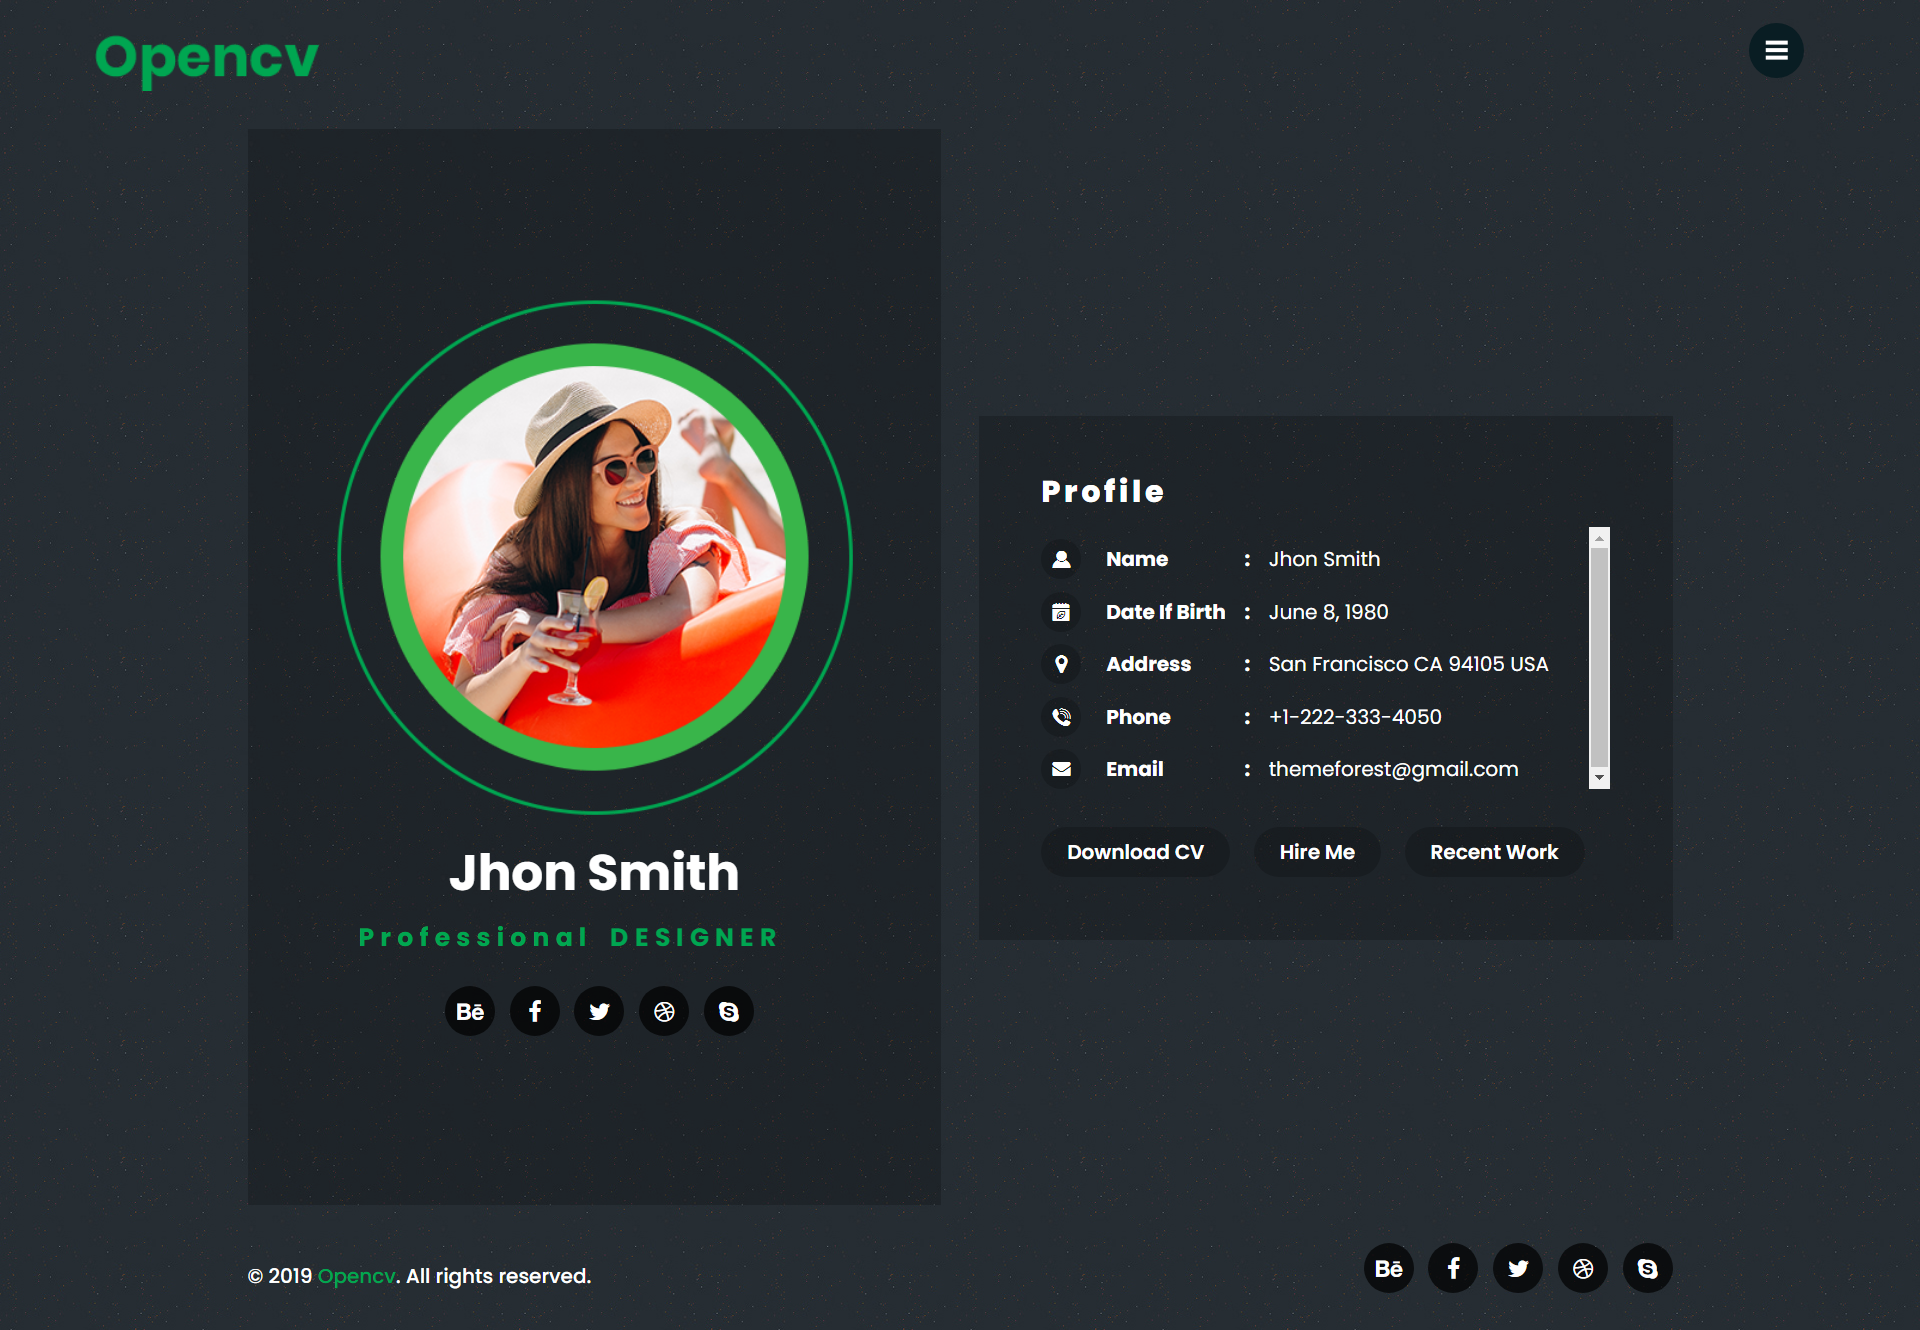 Opencv
Jhon Smith
Professional DESIGNER
Bē
Profile
Name : Jhon Smith
Date If Birth : June 8, 1980
Address : San Francisco CA 94105 USA
Phone : +1-222-333-4050
Email : themeforest@gmail.com
Download CV Hire Me Recent Work
© 2019 Opencv. All rights reserved.
Bē